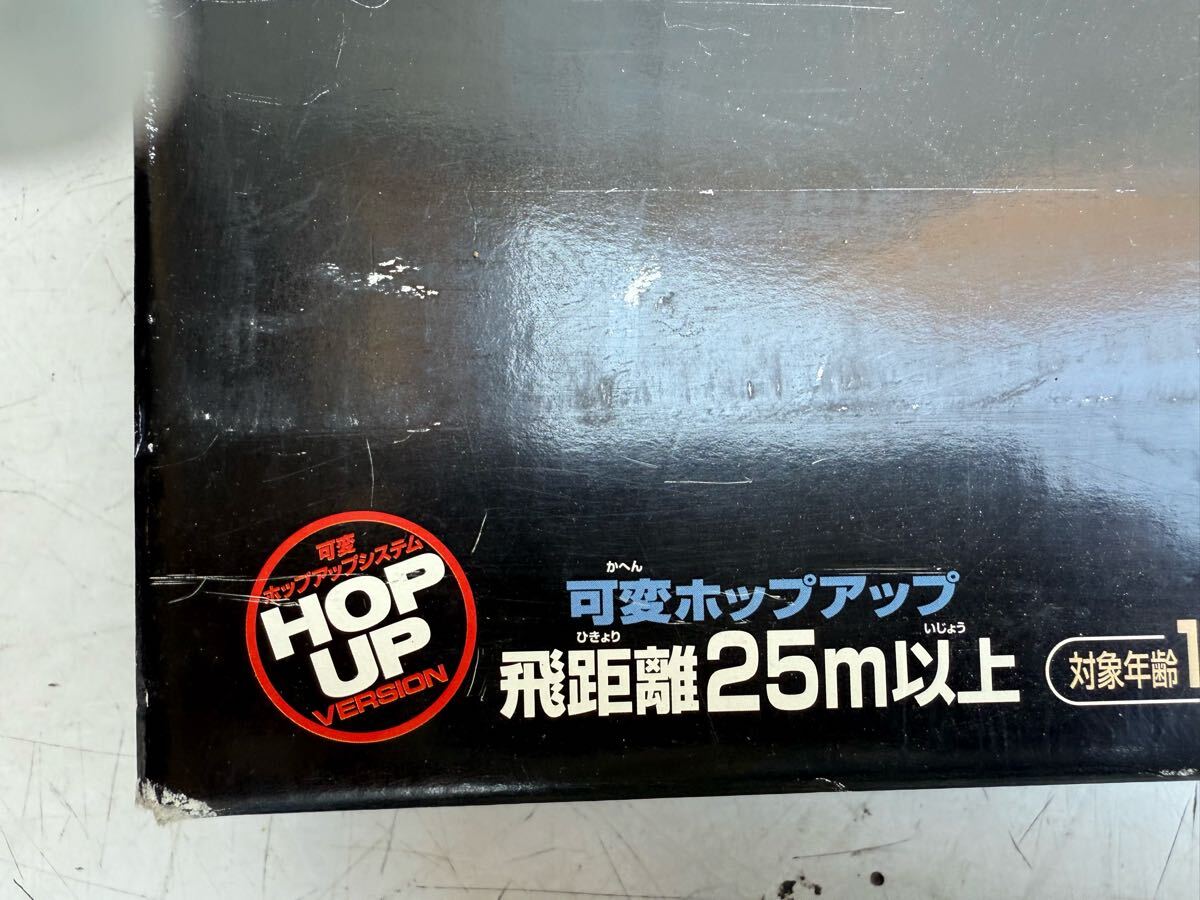 可変
ホップアップシステム
HOP
UP
VERSION
かへん
可変ホップアップ
ひきょり いじょう
飛距離25m以上
対象年齢1